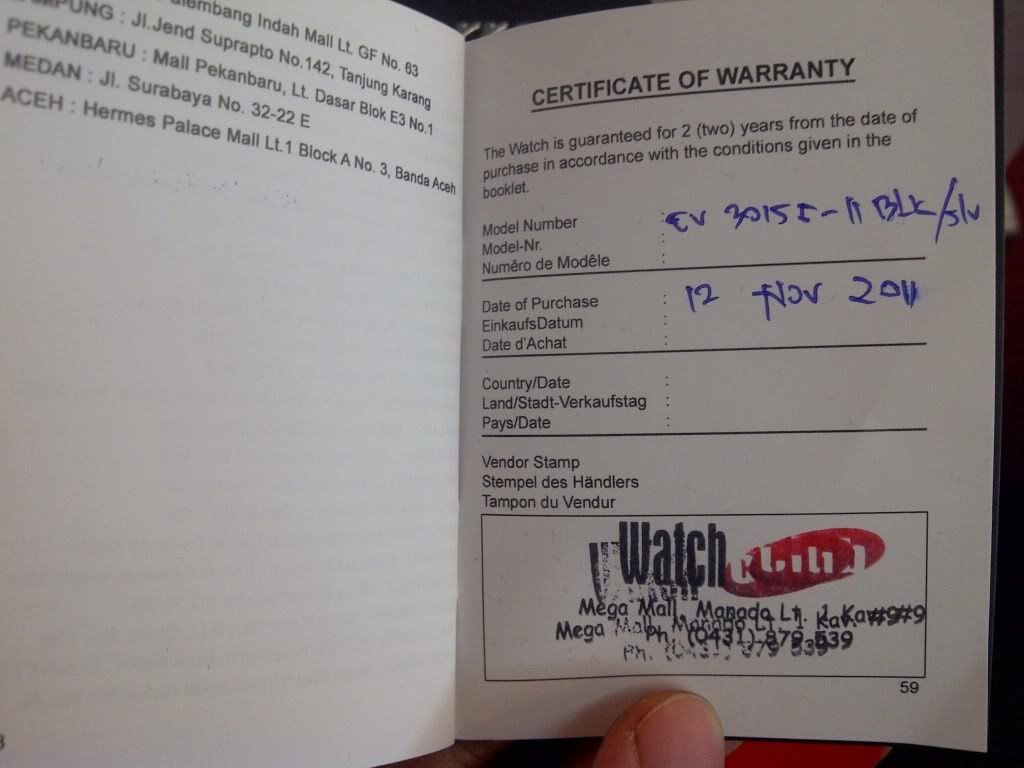 Palembang Indah Mall Lt. GF No. 63
: Jl.Jend Suprapto No.142, Tanjung Karang
PEKANBARU : Mall Pekanbaru, Lt. Dasar Blok E3 No.1
MEDAN : Jl. Surabaya No. 32-22 E
ACEH : Hermes Palace Mall Lt.1 Block A No. 3, Banda Aceh
CERTIFICATE OF WARRANTY
The Watch is guaranteed for 2 (two) years from the date of
purchase in accordance with the conditions given in the
booklet.
Model Number : EV 30155-11 BLK/SLV
Model-Nr. :
Numêro de Modêle :
Date of Purchase : 12 NOV 2011
EinkaufsDatum :
Date d'Achat :
Country/Date :
Land/Stadt-Verkaufstag :
Pays/Date :
Vendor Stamp
Stempel des Händlers
Tampon du Vendur
Watch club
Mega Mall Manado Lt. 1 Kav #9
Ph. (0431) 879 539
59